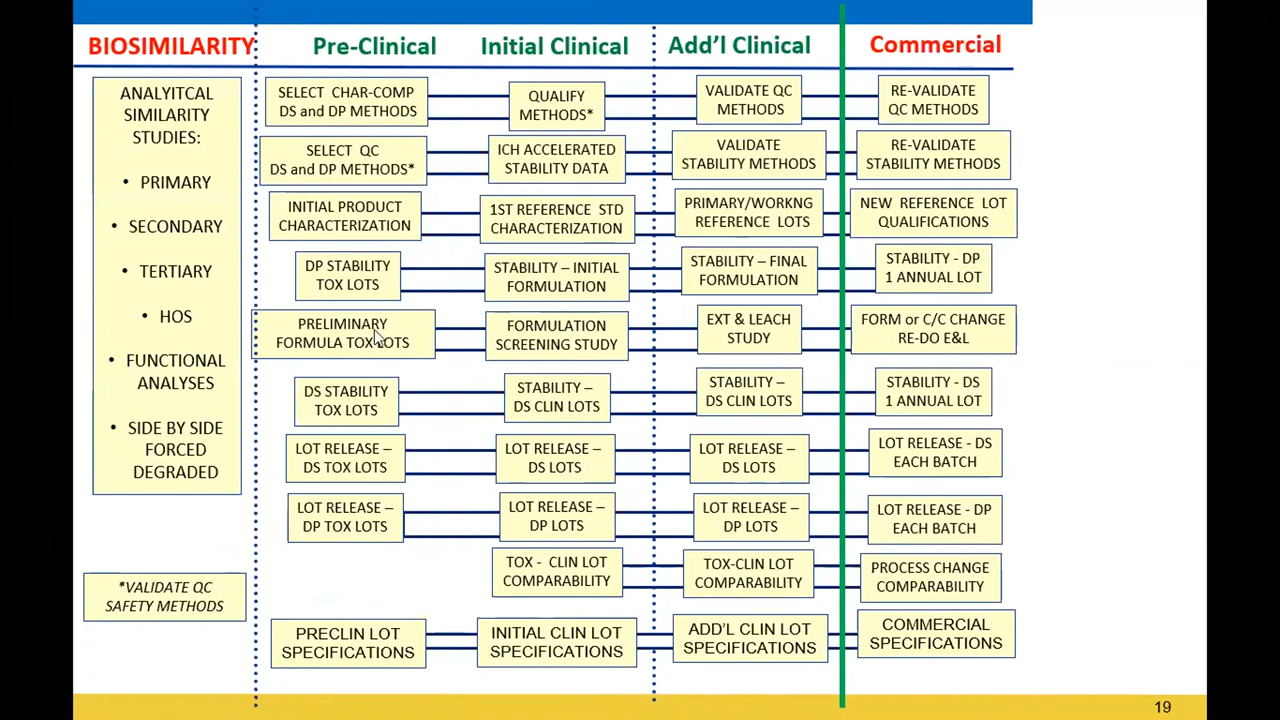 BIOSIMILARITY
Pre-Clinical
Initial Clinical
Add'l Clinical
Commercial
ANALYITCAL
SIMILARITY
STUDIES:
• PRIMARY
• SECONDARY
• TERTIARY
• HOS
• FUNCTIONAL
ANALYSES
• SIDE BY SIDE
FORCED
DEGRADED
*VALIDATE QC
SAFETY METHODS
SELECT CHAR-COMP
DS and DP METHODS
QUALIFY
METHODS*
VALIDATE QC
METHODS
RE-VALIDATE
QC METHODS
SELECT QC
DS and DP METHODS*
ICH ACCELERATED
STABILITY DATA
VALIDATE
STABILITY METHODS
RE-VALIDATE
STABILITY METHODS
INITIAL PRODUCT
CHARACTERIZATION
1ST REFERENCE STD
CHARACTERIZATION
PRIMARY/WORKNG
REFERENCE LOTS
NEW REFERENCE LOT
QUALIFICATIONS
DP STABILITY
TOX LOTS
STABILITY – INITIAL
FORMULATION
STABILITY – FINAL
FORMULATION
STABILITY - DP
1 ANNUAL LOT
PRELIMINARY
FORMULA TOX LOTS
FORMULATION
SCREENING STUDY
EXT & LEACH
STUDY
FORM or C/C CHANGE
RE-DO E&L
DS STABILITY
TOX LOTS
STABILITY –
DS CLIN LOTS
STABILITY –
DS CLIN LOTS
STABILITY - DS
1 ANNUAL LOT
LOT RELEASE –
DS TOX LOTS
LOT RELEASE –
DS LOTS
LOT RELEASE –
DS LOTS
LOT RELEASE - DS
EACH BATCH
LOT RELEASE –
DP TOX LOTS
LOT RELEASE –
DP LOTS
LOT RELEASE –
DP LOTS
LOT RELEASE - DP
EACH BATCH
TOX - CLIN LOT
COMPARABILITY
TOX-CLIN LOT
COMPARABILITY
PROCESS CHANGE
COMPARABILITY
PRECLIN LOT
SPECIFICATIONS
INITIAL CLIN LOT
SPECIFICATIONS
ADD'L CLIN LOT
SPECIFICATIONS
COMMERCIAL
SPECIFICATIONS
19